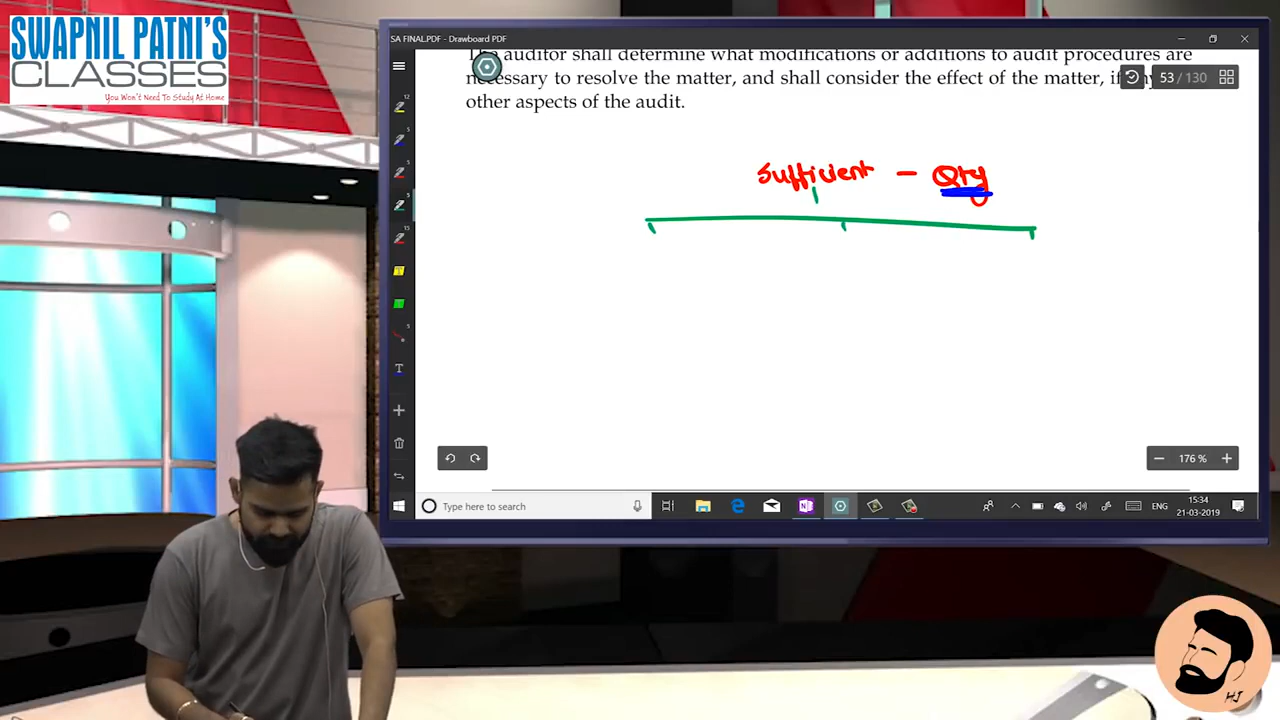 SWAPNIL PATNI'S
CLASSES
You Won't Need To Study At Home
SA FINAL.PDF - Drawboard PDF
The auditor shall determine what modifications or additions to audit procedures are
necessary to resolve the matter, and shall consider the effect of the matter, if
other aspects of the audit.
53 / 130
Sufficient - Qty
176 %
Type here to search
ENG
15:34
21-03-2019
HJ